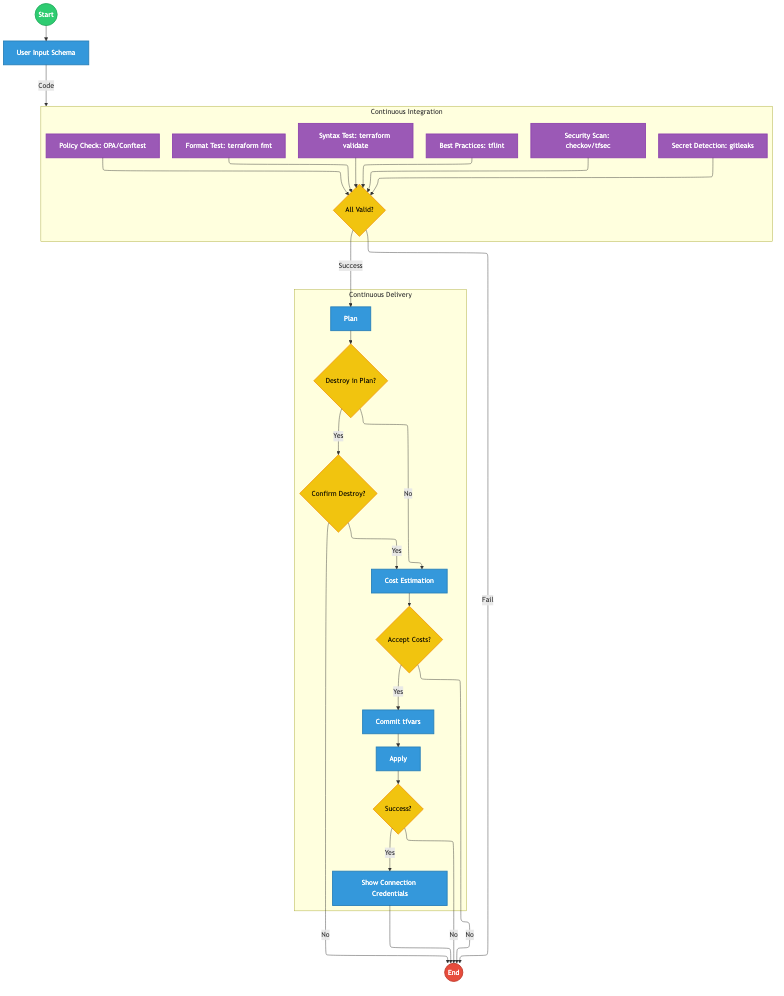 Start
User Input Schema
Code
Continuous Integration
Policy Check: OPA/Conftest
Format Test: terraform fmt
Syntax Test: terraform
validate
Best Practices: tflint
Security Scan:
checkov/tfsec
Secret Detection: gitleaks
All Valid?
Success
Continuous Delivery
Plan
Destroy in Plan?
Yes
Confirm Destroy?
No
Yes
Cost Estimation
Fail
Accept Costs?
Yes
Commit tfvars
Apply
Success?
Yes
Show Connection
Credentials
No
No
No
End